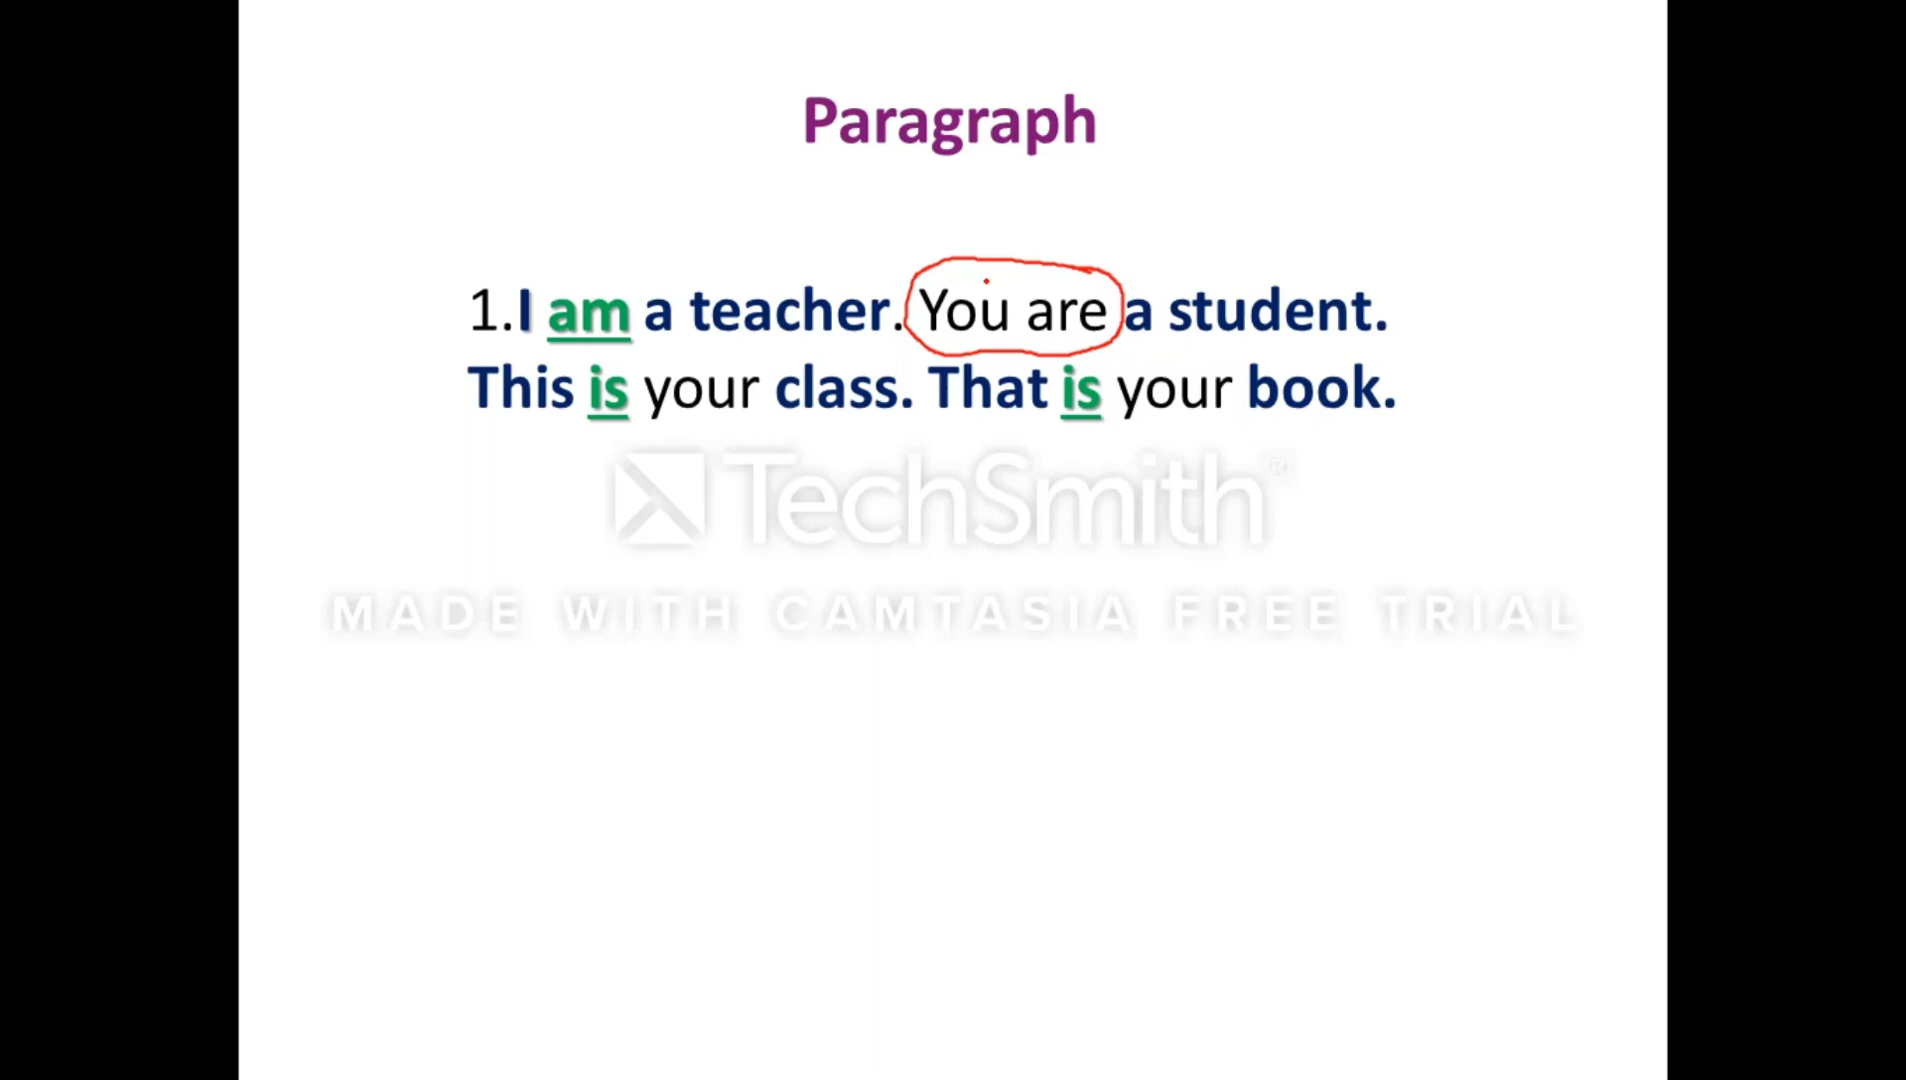 Paragraph
1.I am a teacher. You are a student.
This is your class. That is your book.
TechSmith®
MADE WITH CAMTASIA FREE TRIAL